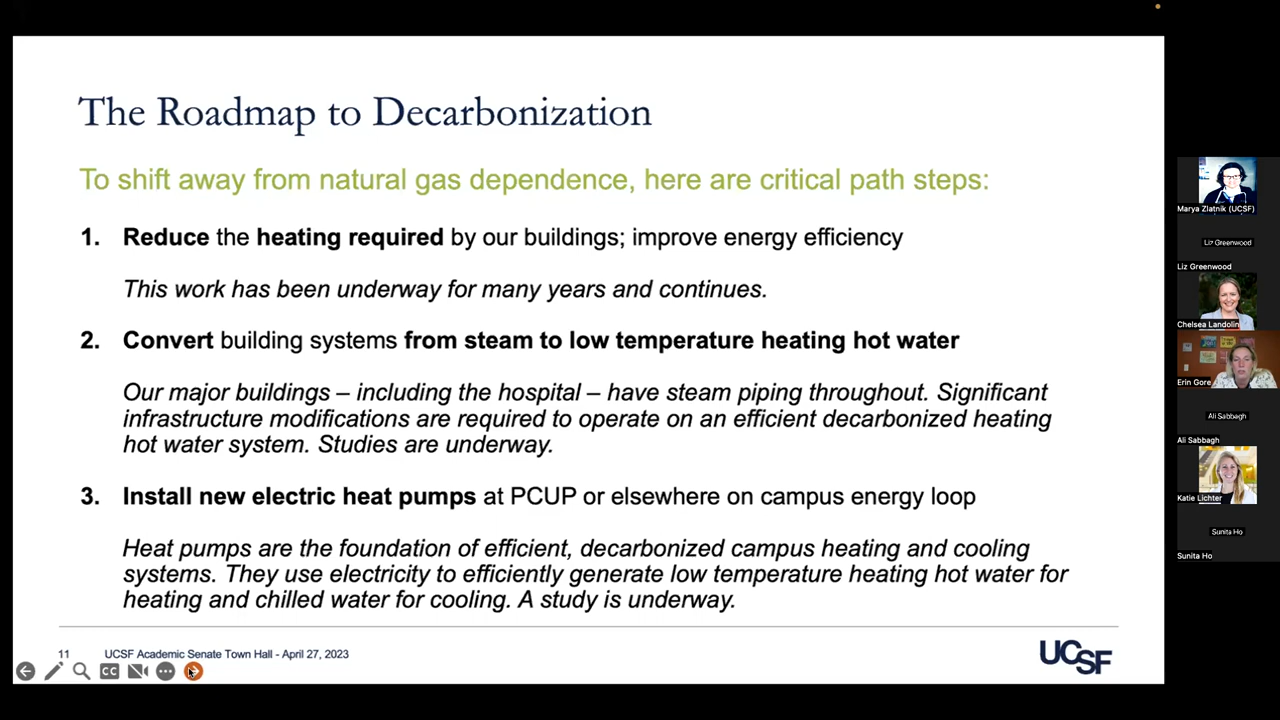 The Roadmap to Decarbonization
To shift away from natural gas dependence, here are critical path steps:
1. Reduce the heating required by our buildings; improve energy efficiency
This work has been underway for many years and continues.
2. Convert building systems from steam to low temperature heating hot water
Our major buildings – including the hospital – have steam piping throughout. Significant
infrastructure modifications are required to operate on an efficient decarbonized heating
hot water system. Studies are underway.
3. Install new electric heat pumps at PCUP or elsewhere on campus energy loop
Heat pumps are the foundation of efficient, decarbonized campus heating and cooling
systems. They use electricity to efficiently generate low temperature heating hot water for
heating and chilled water for cooling. A study is underway.
11 UCSF Academic Senate Town Hall - April 27, 2023
UCSF
CC
Marya Zlatnik (UCSF)
Liz Greenwood
Liz Greenwood
Chelsea Landolin
Erin Gore
Ali Sabbagh
Ali Sabbagh
Katie Lichter
Sunita Ho
Sunita Ho